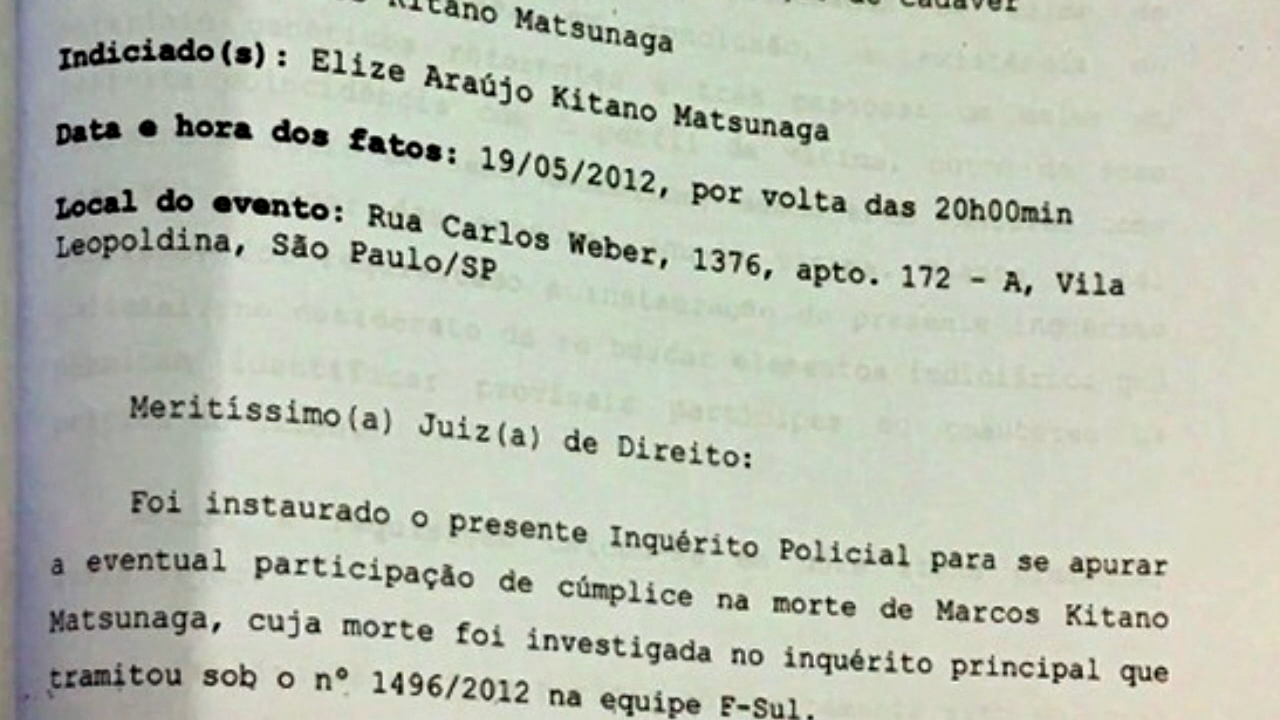 Kitano Matsunaga
de Cadáver
Indiciado(s): Elize Araújo Kitano Matsunaga
Data e hora dos fatos: 19/05/2012, por volta das 20h00min
Local do evento: Rua Carlos Weber, 1376, apto. 172 - A, Vila
Leopoldina, São Paulo/SP
Meritíssimo(a) Juiz(a) de Direito:
Foi instaurado o presente Inquérito Policial para se apurar
a eventual participação de cúmplice na morte de Marcos Kitano
Matsunaga, cuja morte foi investigada no inquérito principal que
tramitou sob o nº 1496/2012 na equipe F-Sul.